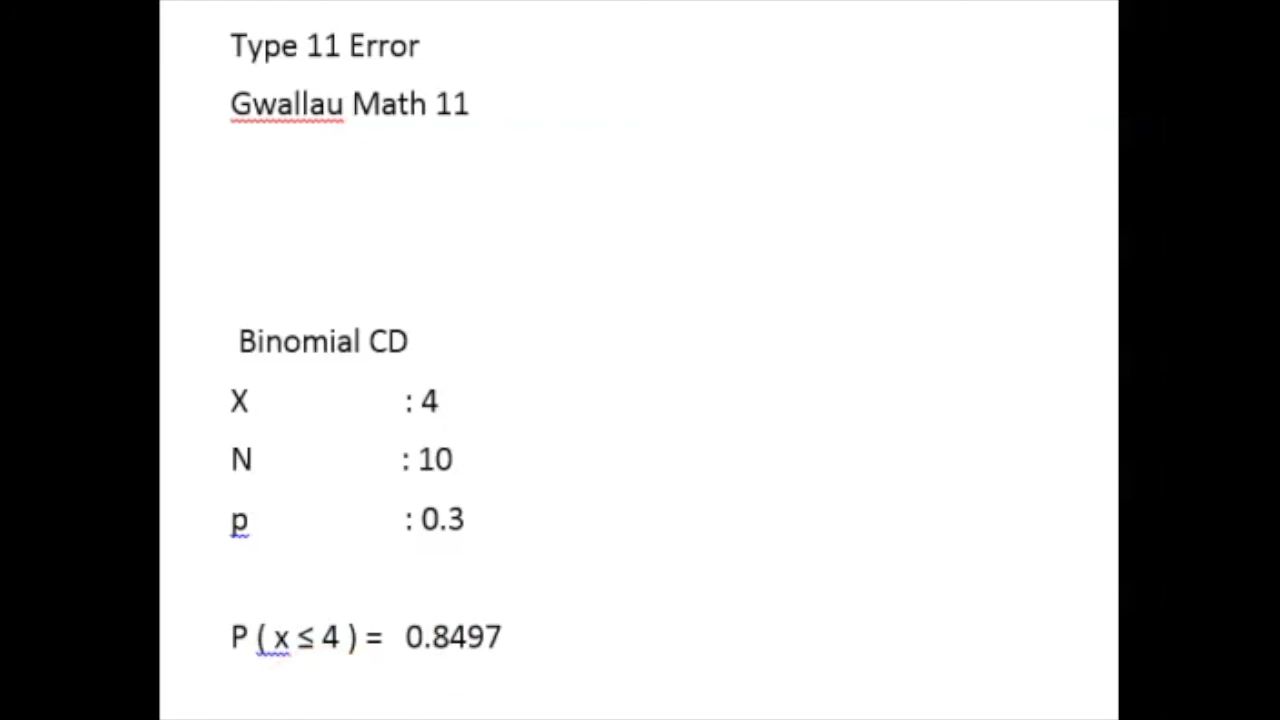 Type 11 Error
Gwallau Math 11
Binomial CD
X : 4
N : 10
p : 0.3
P ( x ≤ 4 ) = 0.8497